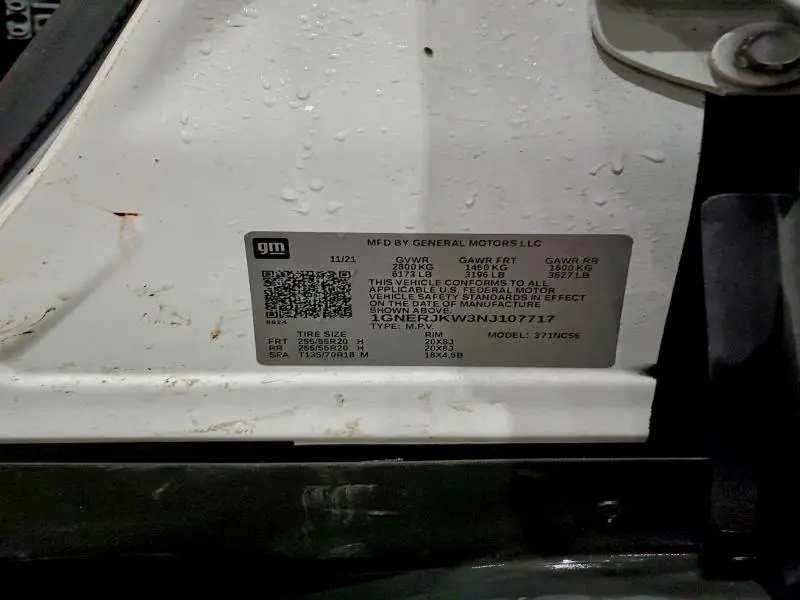 gm
MFD BY GENERAL MOTORS LLC
11/21 GVWR GAWR FRT GAWR RR
2800 KG 1450 KG 1600 KG
6173 LB 3196 LB 3527 LB
THIS VEHICLE CONFORMS TO ALL
APPLICABLE U.S. FEDERAL MOTOR
VEHICLE SAFETY STANDARDS IN EFFECT
ON THE DATE OF MANUFACTURE
SHOWN ABOVE.
1GNERJKW3NJ107717
TYPE: M.P.V. MODEL: 371NC56
TIRE SIZE RIM
FRT 255/55R20 H 20X8J
RR 255/55R20 H 20X8J
SPA T135/70R18 M 18X4.5B